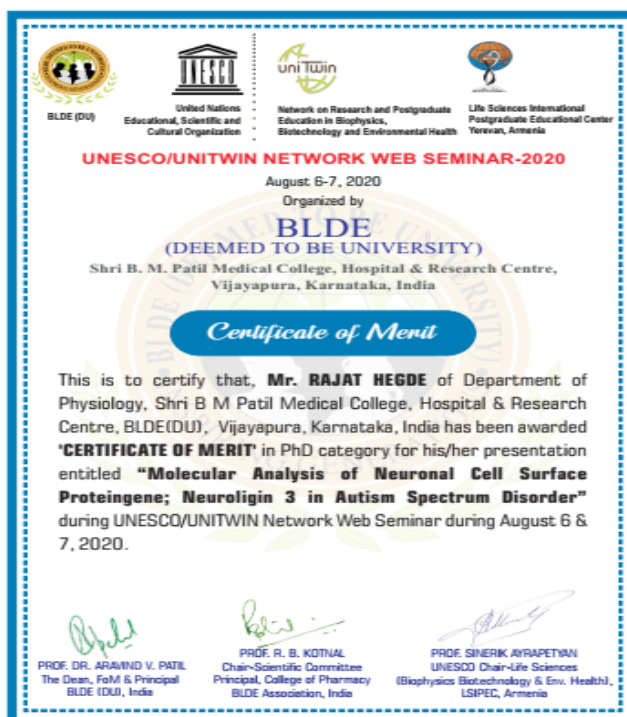 BLDE (DU)
UNESCO
United Nations
Educational, Scientific and
Cultural Organization
uniTwin
Network on Research and Postgraduate
Education in Biophysics,
Biotechnology and Environmental Health
Life Sciences International
Postgraduate Educational Center
Yerevan, Armenia
UNESCO/UNITWIN NETWORK WEB SEMINAR-2020
August 6-7, 2020
Organized by
BLDE
(DEEMED TO BE UNIVERSITY)
Shri B. M. Patil Medical College, Hospital & Research Centre,
Vijayapura, Karnataka, India
Certificate of Merit
This is to certify that, Mr. RAJAT HEGDE of Department of
Physiology, Shri B M Patil Medical College, Hospital & Research
Centre, BLDE(DU), Vijayapura, Karnataka, India has been awarded
'CERTIFICATE OF MERIT' in PhD category for his/her presentation
entitled “Molecular Analysis of Neuronal Cell Surface
Proteingene; Neuroligin 3 in Autism Spectrum Disorder”
during UNESCO/UNITWIN Network Web Seminar during August 6 &
7, 2020.
PROF. DR. ARAVIND V. PATIL
The Dean, FoM & Principal
BLDE (DU), India
PROF. R. B. KOTNAL
Chair-Scientific Committee
Principal, College of Pharmacy
BLDE Association, India
PROF. SINERIK AYRAPETYAN
UNESCO Chair-Life Sciences
(Biophysics Biotechnology & Env. Health),
LSIPEC, Armenia